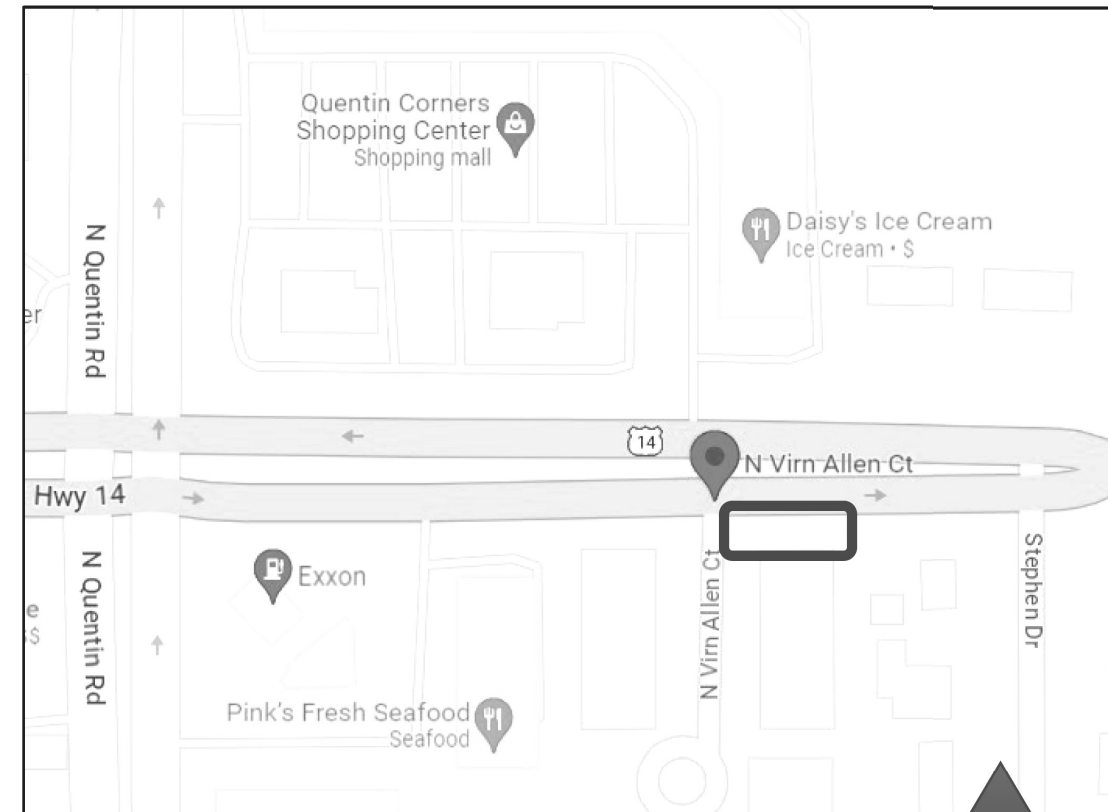 Quentin Corners
Shopping Center
Shopping mall
N Quentin Rd
Daisy's Ice Cream
Ice Cream • $
er
14
N Virn Allen Ct
Hwy 14
N Quentin Rd
Exxon
N Virn Allen Ct
Stephen Dr
e
$
Pink's Fresh Seafood
Seafood